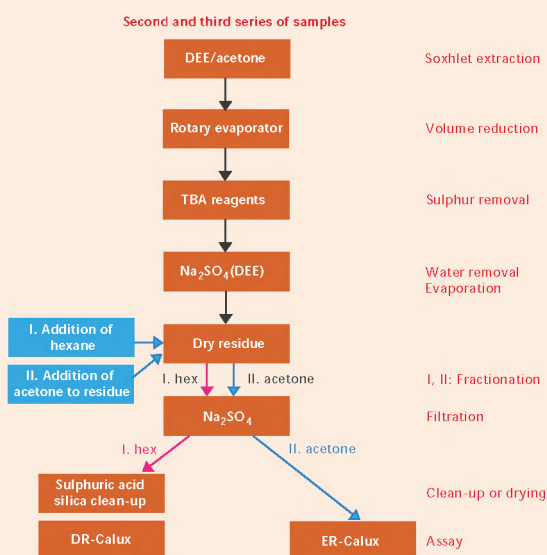 Second and third series of samples
DEE/acetone
Soxhlet extraction
Rotary evaporator
Volume reduction
TBA reagents
Sulphur removal
Na₂SO₄(DEE)
Water removal
Evaporation
I. Addition of
hexane
Dry residue
II. Addition of
acetone to residue
I. hex
II. acetone
I, II: Fractionation
Na₂SO₄
Filtration
I. hex
II. acetone
Sulphuric acid
silica clean-up
Clean-up or drying
DR-Calux
ER-Calux
Assay